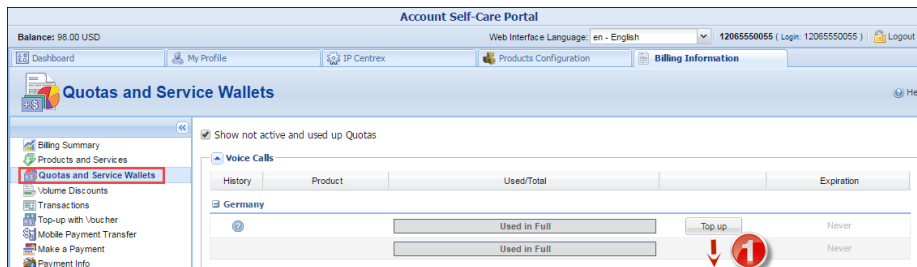 Account Self-Care Portal
Balance: 98.00 USD Web Interface Language: en - English 12065550055 ( Login: 12065550055 ) Logout
Dashboard My Profile IP Centrex Products Configuration Billing Information
+$ Quotas and Service Wallets He
Billing Summary
Products and Services
Quotas and Service Wallets
Volume Discounts
Transactions
Top-up with Voucher
Mobile Payment Transfer
Make a Payment
Payment Info
Show not active and used up Quotas
Voice Calls
History Product Used/Total Expiration
Germany
Used in Full Top up Never
Used in Full 1 Never